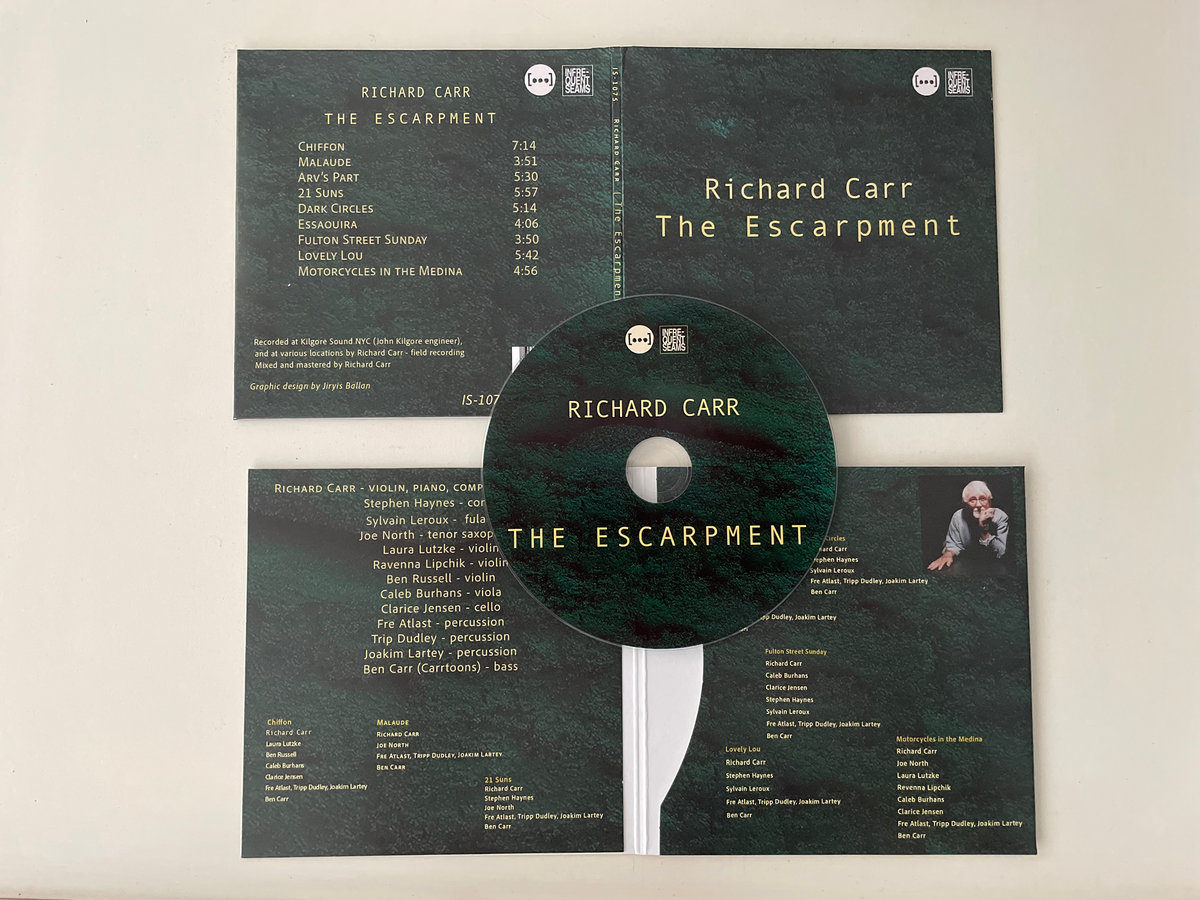 RICHARD CARR
THE ESCARPMENT
[•••]
INFRE-
QUENT
SEAMS
CHIFFON 7:14
MALAUDE 3:51
ARV'S PART 5:30
21 SUNS 5:57
DARK CIRCLES 5:14
ESSAOUIRA 4:06
FULTON STREET SUNDAY 3:50
LOVELY LOU 5:42
MOTORCYCLES IN THE MEDINA 4:56
Recorded at Kilgore Sound NYC (John Kilgore engineer),
and at various locations by Richard Carr - field recording
Mixed and mastered by Richard Carr
Graphic design by Jiryis Ballan
IS-107
IS-1075 RICHARD CARR | The Escarpment
[•••]
INFRE-
QUENT
SEAMS
Richard Carr
The Escarpment
[•••]
INFRE-
QUENT
SEAMS
RICHARD CARR
THE ESCARPMENT
RICHARD CARR - VIOLIN, PIANO, COMP
Stephen Haynes - cor
Sylvain Leroux - fula
Joe North - tenor saxop
Laura Lutzke - violin
Ravenna Lipchik - violin
Ben Russell - violin
Caleb Burhans - viola
Clarice Jensen - cello
Fre Atlast - percussion
Trip Dudley - percussion
Joakim Lartey - percussion
Ben Carr (Carrtoons) - bass
Chiffon
Richard Carr
Laura Lutzke
Ben Russell
Caleb Burhans
Clarice Jensen
Fre Atlast, Tripp Dudley, Joakim Lartey
Ben Carr
MALAUDE
RICHARD CARR
JOE NORTH
FRE ATLAST, TRIPP DUDLEY, JOAKIM LARTEY
BEN CARR
21 Suns
Richard Carr
Stephen Haynes
Joe North
Fre Atlast, Tripp Dudley, Joakim Lartey
Ben Carr
Circles
hard Carr
tephen Haynes
Sylvain Leroux
Fre Atlast, Tripp Dudley, Joakim Lartey
Ben Carr
pp Dudley, Joakim Lartey
Fulton Street Sunday
Richard Carr
Caleb Burhans
Clarice Jensen
Stephen Haynes
Sylvain Leroux
Fre Atlast, Tripp Dudley, Joakim Lartey
Ben Carr
Lovely Lou
Richard Carr
Stephen Haynes
Sylvain Leroux
Fre Atlast, Tripp Dudley, Joakim Lartey
Ben Carr
Motorcycles in the Medina
Richard Carr
Joe North
Laura Lutzke
Revenna Lipchik
Caleb Burhans
Clarice Jensen
Fre Atlast, Tripp Dudley, Joakim Lartey
Ben Carr